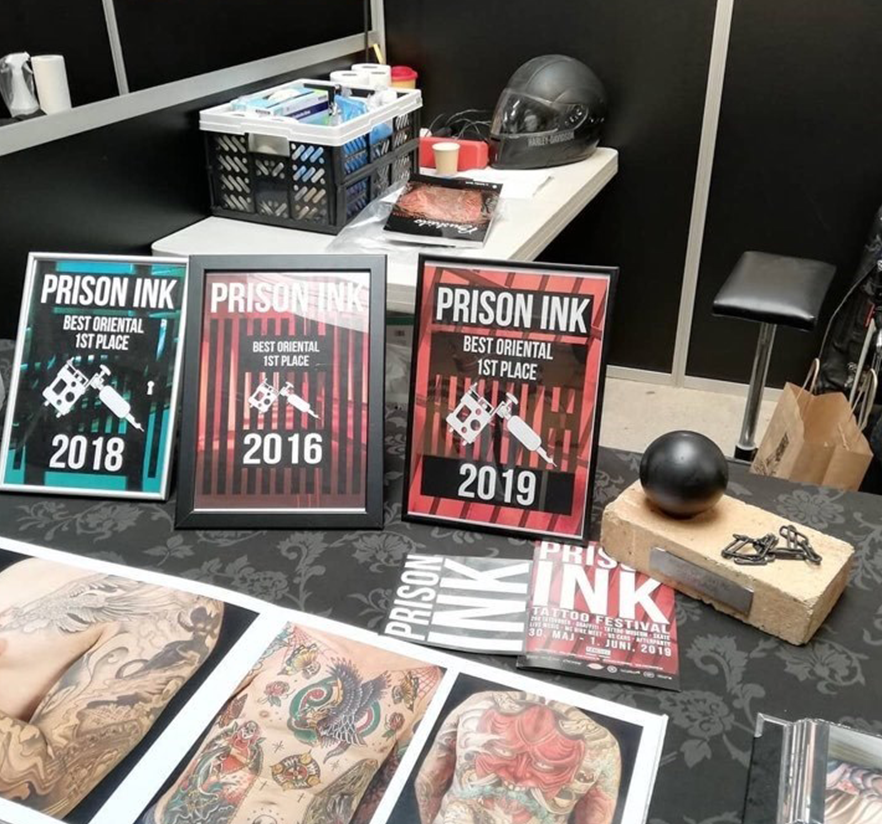 HARLEY-DAVIDSON
Bushido
PRISON INK
BEST ORIENTAL
1ST PLACE
2018
PRISON INK
BEST ORIENTAL
1ST PLACE
2016
PRISON INK
BEST ORIENTAL
1ST PLACE
2019
PRISON
INK
PRISON
INK
TATTOO FESTIVAL
30. MAJ - 1. JUNI, 2019